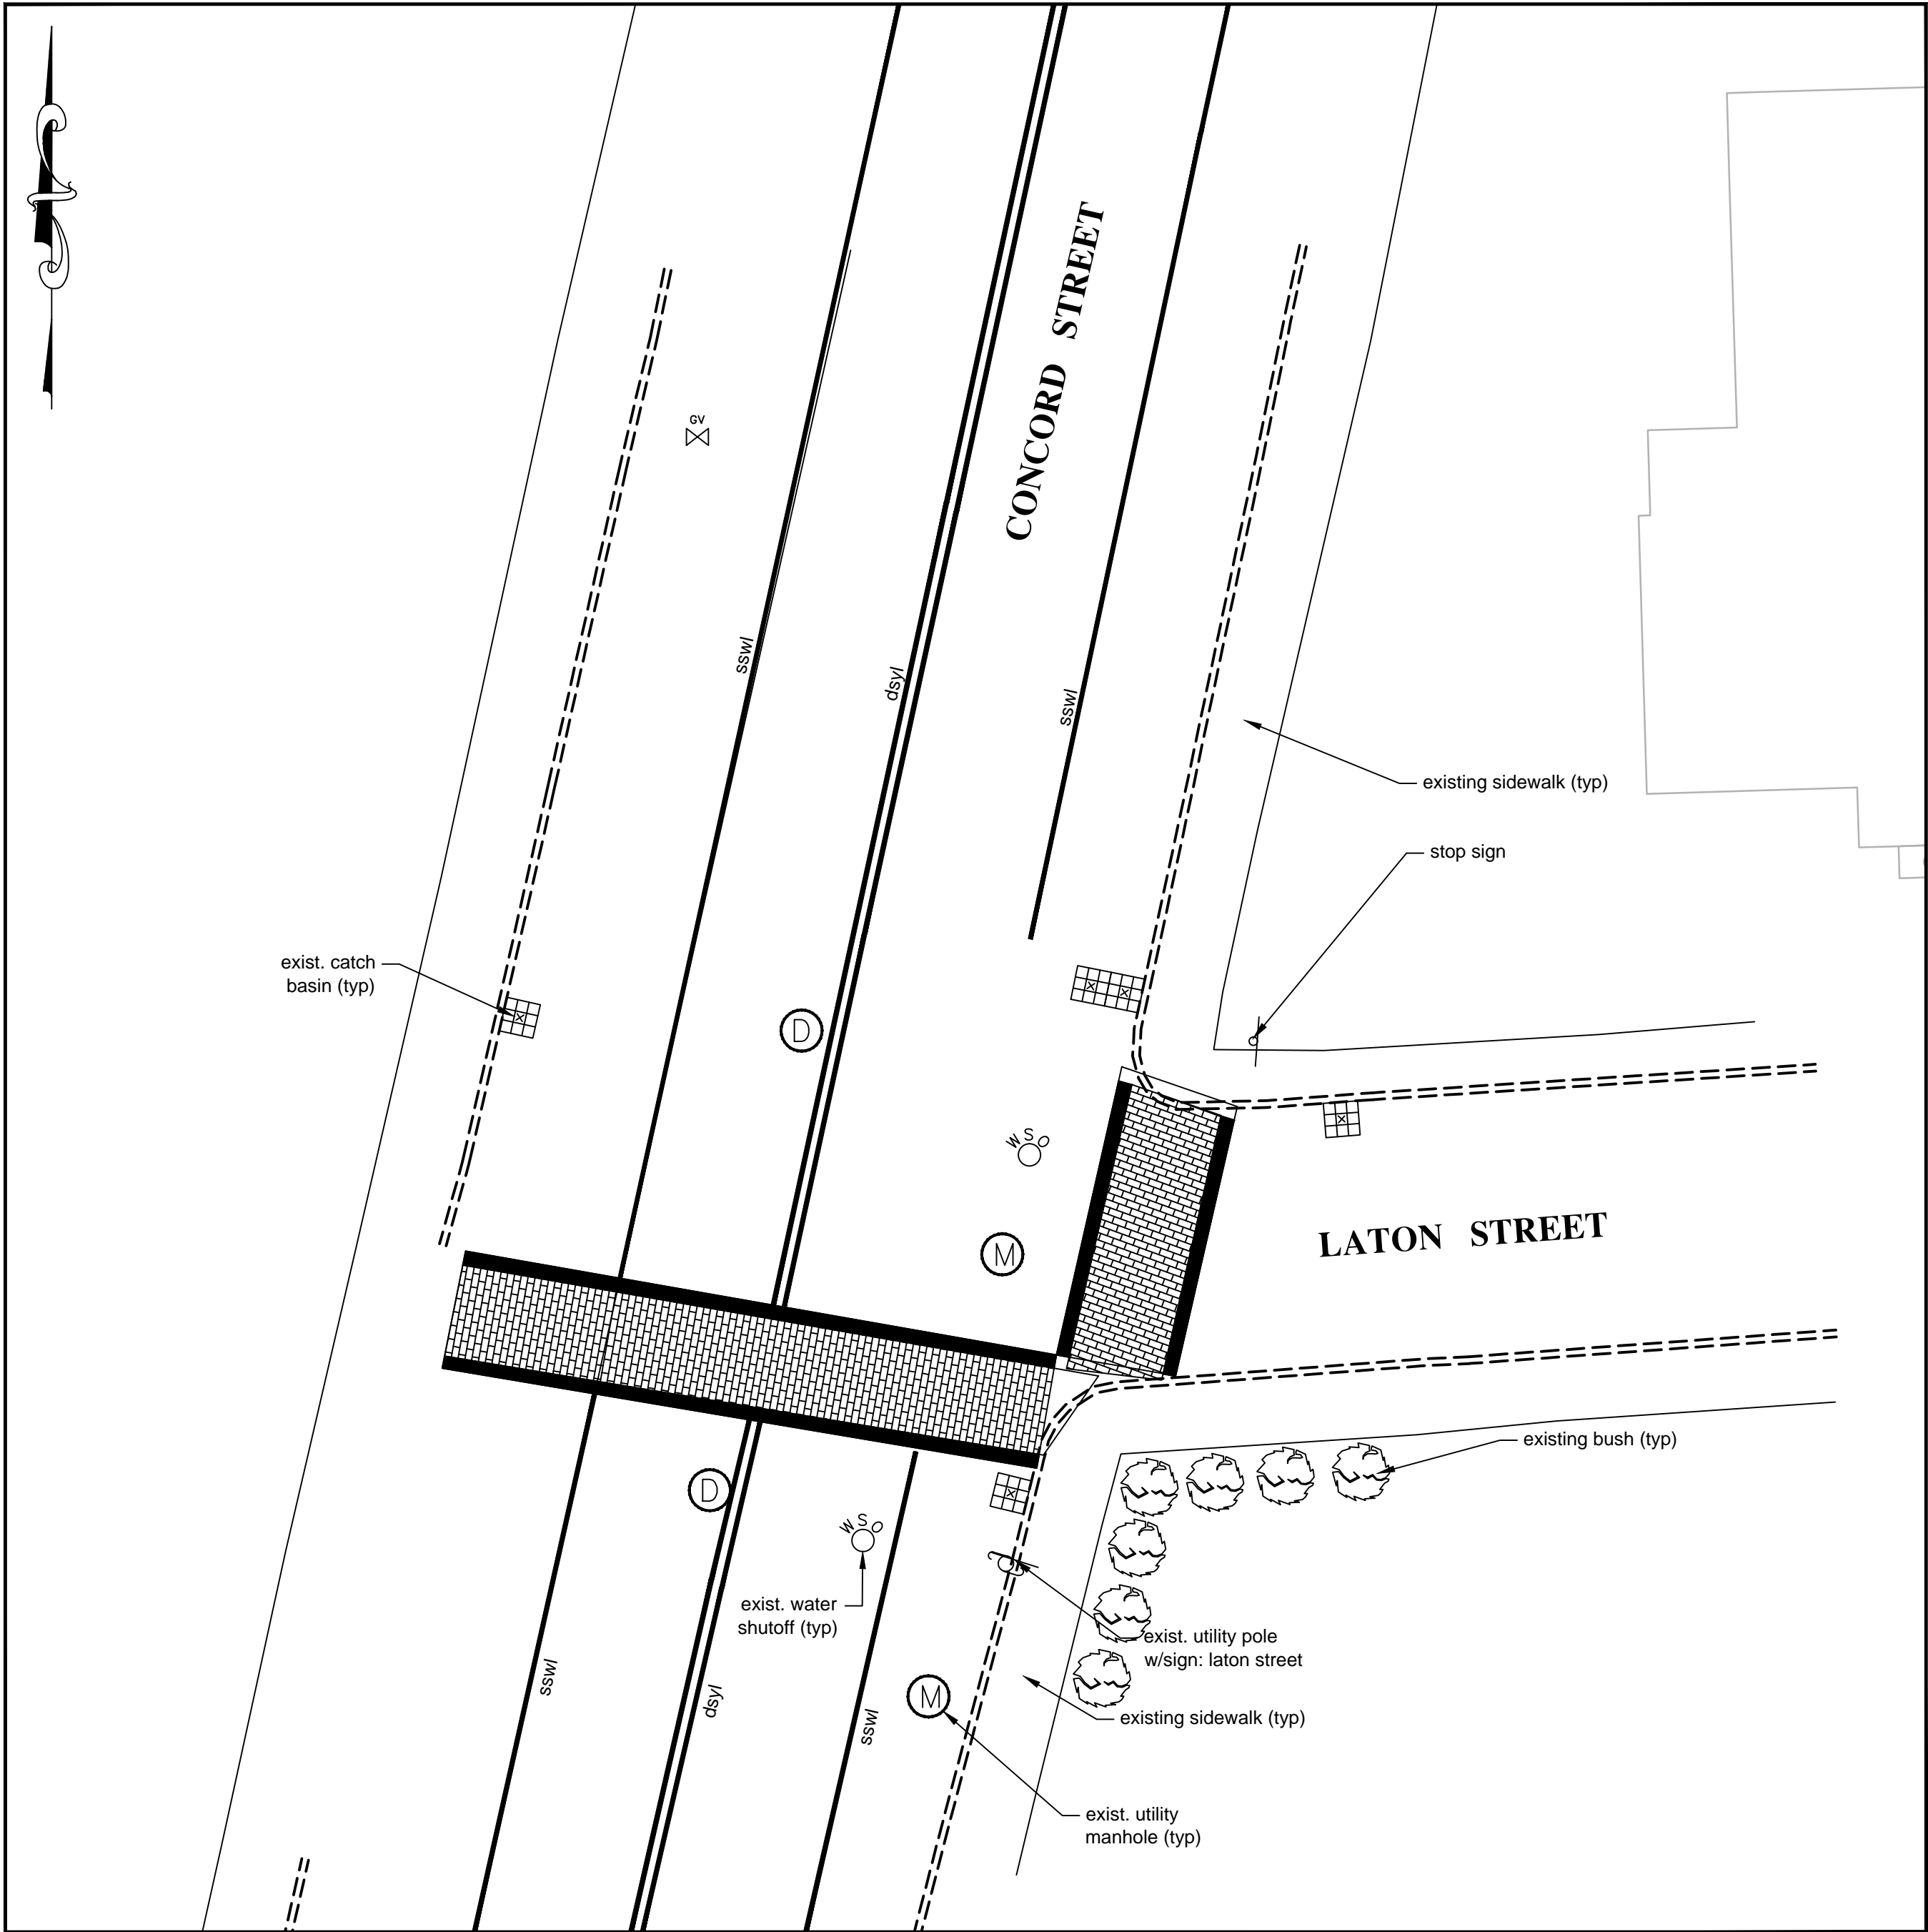 CONCORD STREET
GV
sswl
dsyl
sswl
existing sidewalk (typ)
stop sign
exist. catch
basin (typ)
D
WSO
M
LATON STREET
existing bush (typ)
D
WSO
exist. water
shutoff (typ)
exist. utility pole
w/sign: laton street
sswl
dsyl
sswl
M
existing sidewalk (typ)
exist. utility
manhole (typ)